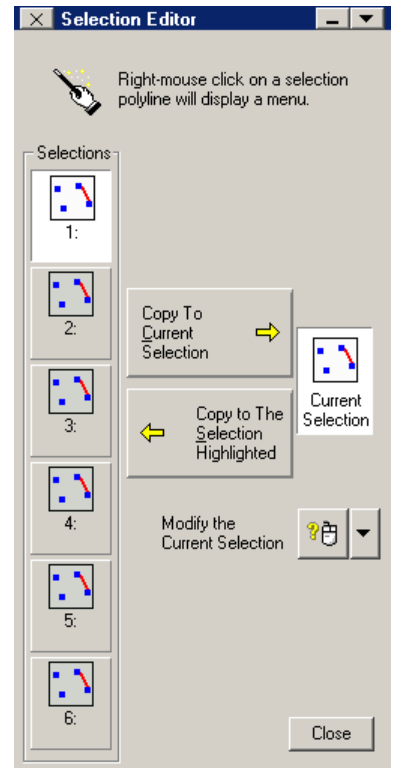 Selection Editor
Right-mouse click on a selection
polyline will display a menu.
Selections
1:
2:
3:
4:
5:
6:
Copy To
Current
Selection
Copy to The
Selection
Highlighted
Current
Selection
Modify the
Current Selection
?
Close